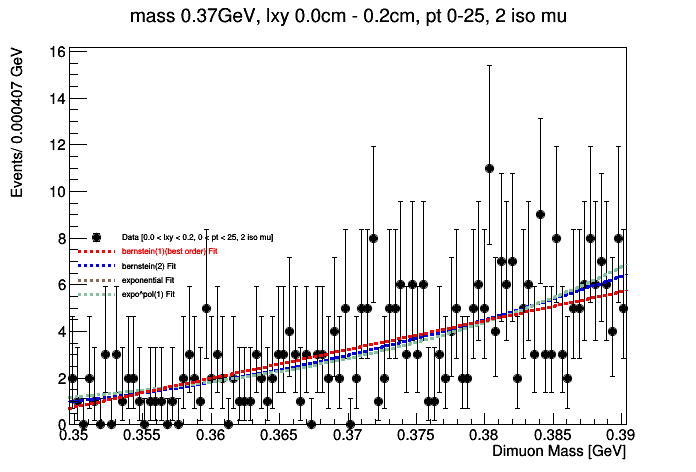 mass 0.37GeV, lxy 0.0cm - 0.2cm, pt 0-25, 2 iso mu
Events/ 0.000407 GeV
16
14
12
10
8
6
4
2
0
Data [0.0 < lxy < 0.2, 0 < pt < 25, 2 iso mu]
bernstein(1)(best order) Fit
bernstein(2) Fit
exponential Fit
expo*pol(1) Fit
0.35 0.355 0.36 0.365 0.37 0.375 0.38 0.385 0.39
Dimuon Mass [GeV]